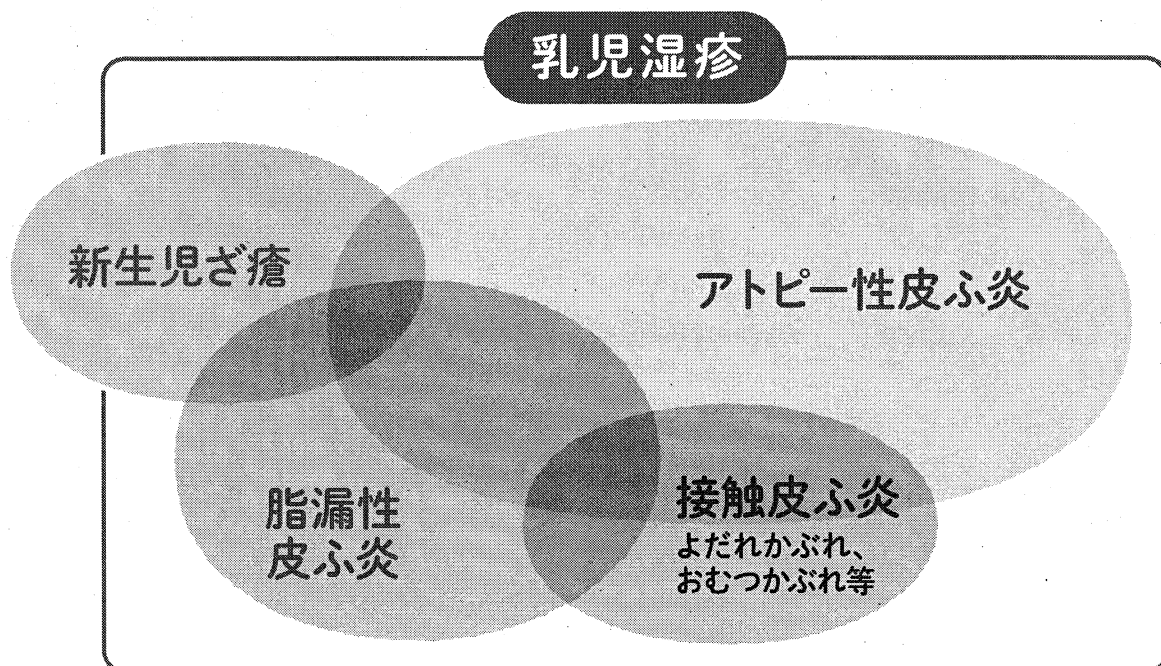 乳児湿疹
新生児ざ瘡
アトピー性皮ふ炎
脂漏性
皮ふ炎
接触皮ふ炎
よだれかぶれ、
おむつかぶれ等